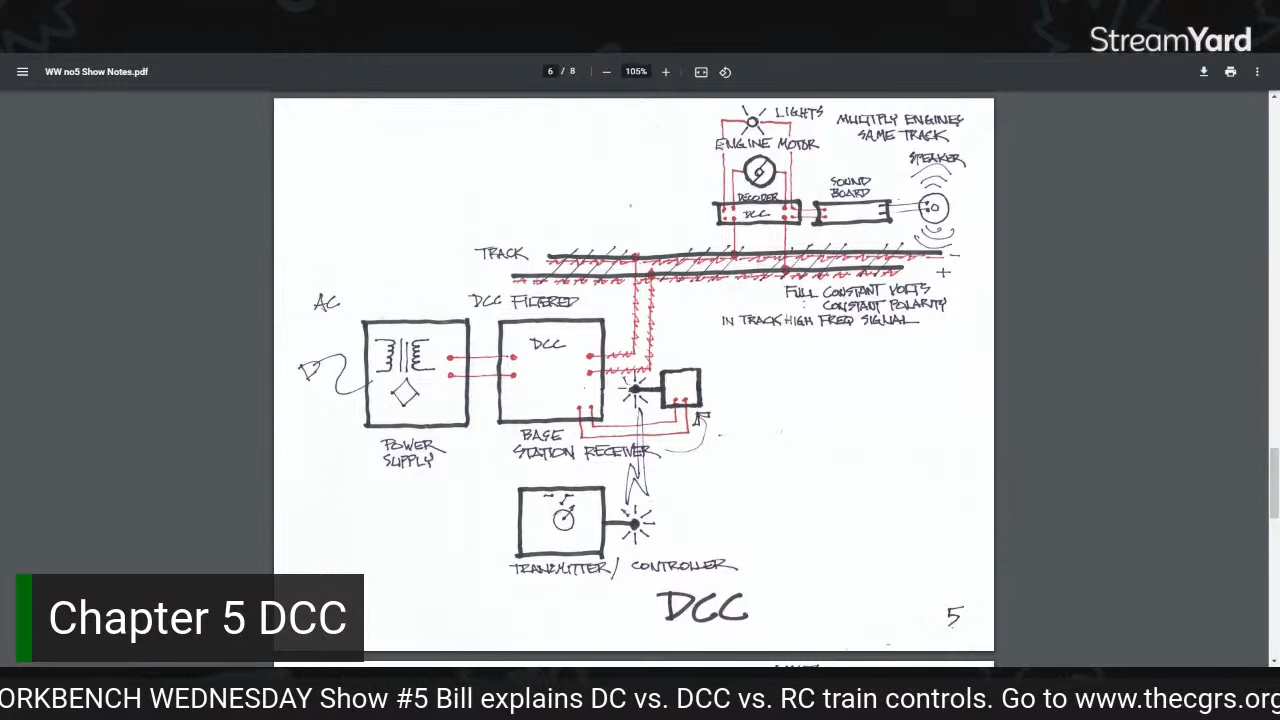 StreamYard
WW no5 Show Notes.pdf
6 / 8
105%
LIGHTS
MULTIPLY ENGINES
SAME TRACK
ENGINE MOTOR
SPEAKER
SOUND
BOARD
DECODER
DCC
TRACK
-
+
FULL CONSTANT VOLTS
: CONSTANT POLARITY
IN TRACK HIGH FREQ SIGNAL
AC
DCC FILTERED
DCC
POWER
SUPPLY
BASE
STATION RECEIVER
TRANMITTER / CONTROLLER
DCC
5
Chapter 5 DCC
ORKBENCH WEDNESDAY Show #5 Bill explains DC vs. DCC vs. RC train controls. Go to www.thecgrs.org